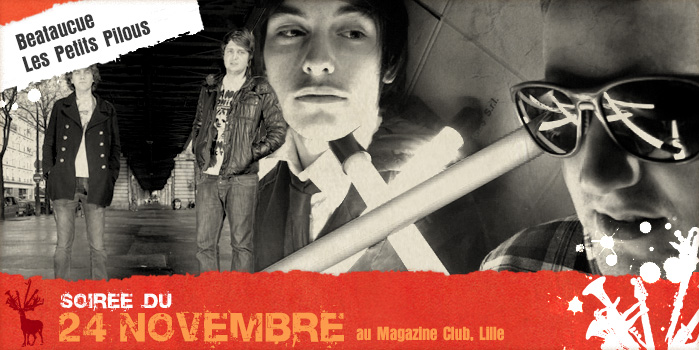 Beataucue
Les Petits Pilous
SOIREE DU
24 NOVEMBRE au Magazine Club, Lille